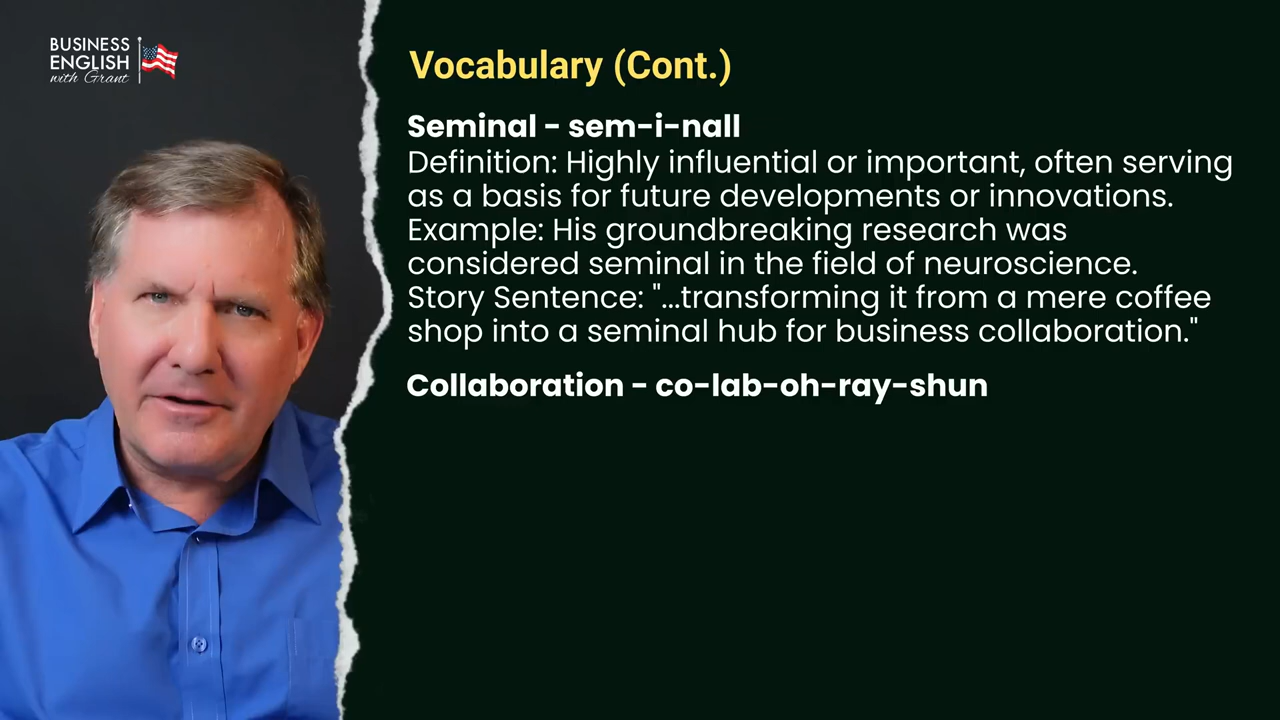 BUSINESS
ENGLISH
with Grant
Vocabulary (Cont.)
Seminal - sem-i-nall
Definition: Highly influential or important, often serving
as a basis for future developments or innovations.
Example: His groundbreaking research was
considered seminal in the field of neuroscience.
Story Sentence: "...transforming it from a mere coffee
shop into a seminal hub for business collaboration."
Collaboration - co-lab-oh-ray-shun